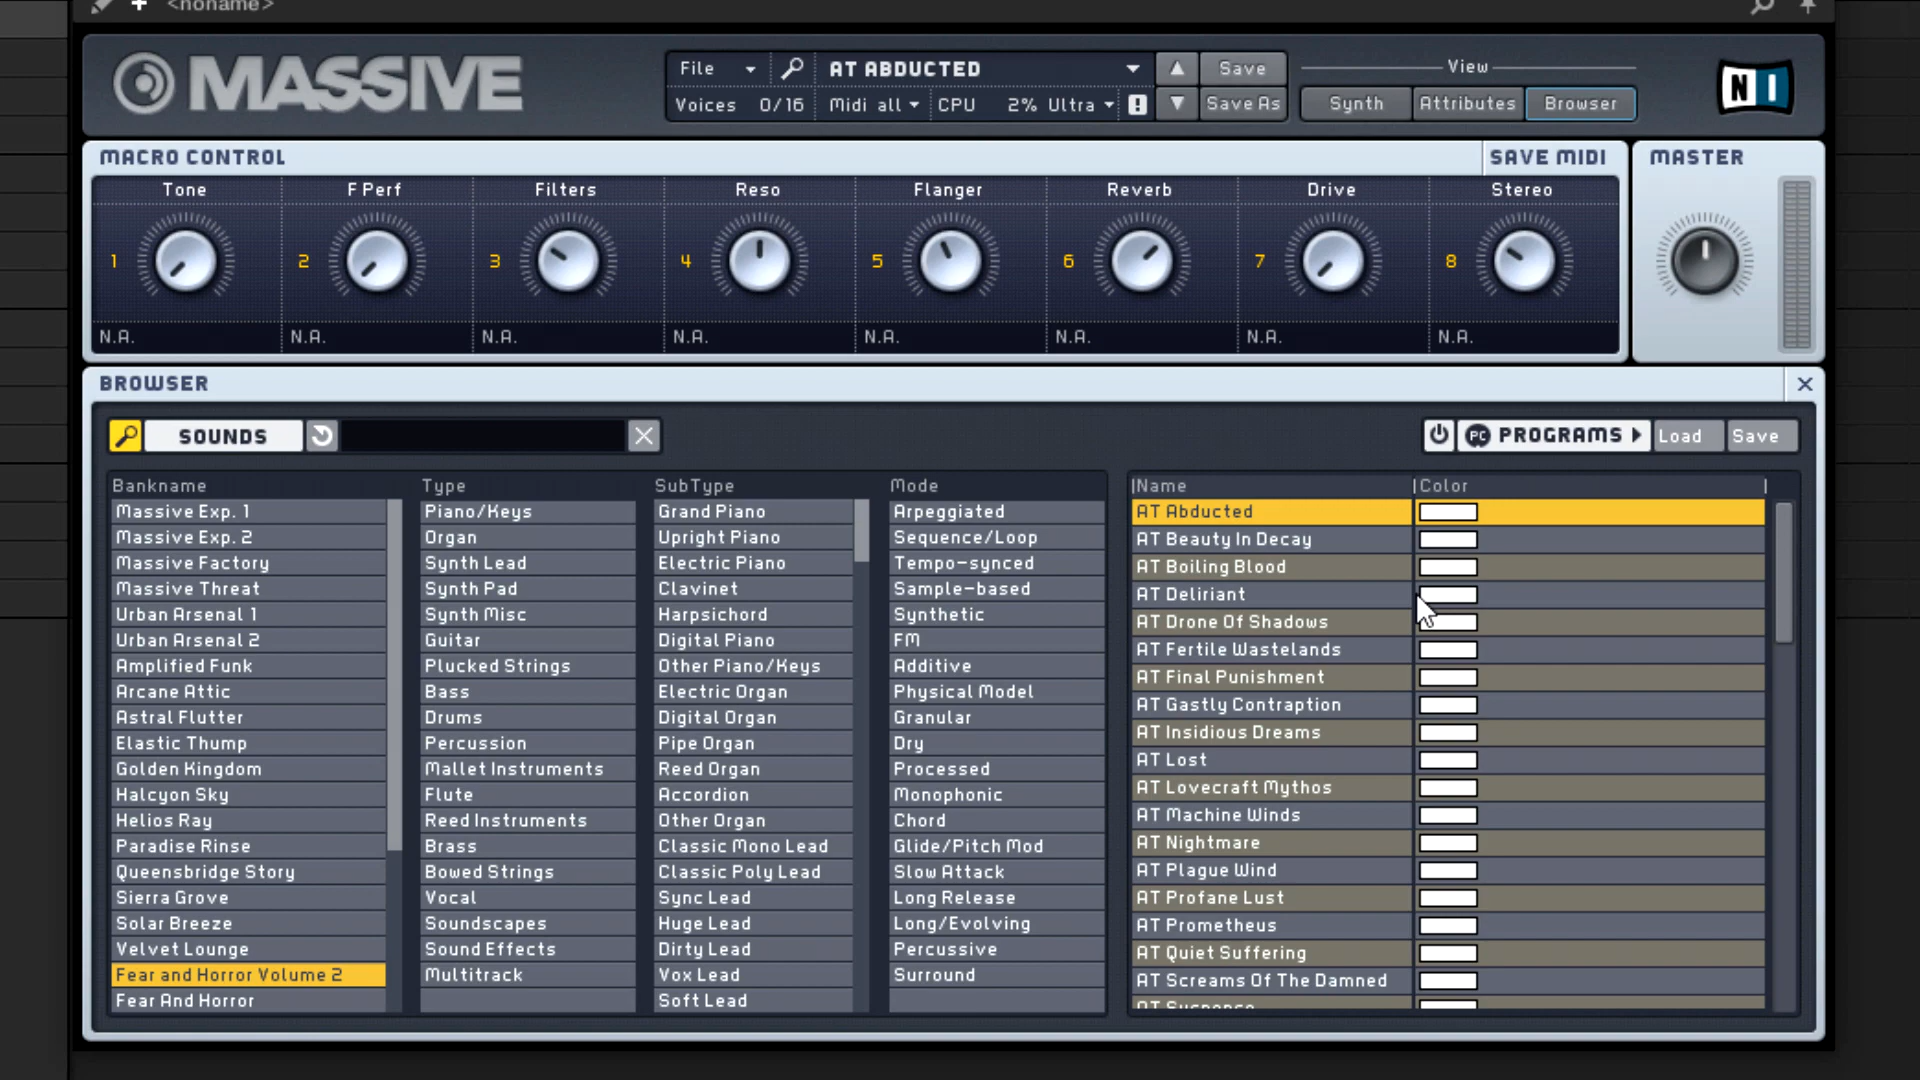 <noname>
MASSIVE
File
AT ABDUCTED
Save
View
Voices 0/16 Midi all CPU 2% Ultra
Save As
Synth
Attributes
Browser
NI
MACRO CONTROL
SAVE MIDI
MASTER
Tone
F Perf
Filters
Reso
Flanger
Reverb
Drive
Stereo
1
2
3
4
5
6
7
8
N.A.
N.A.
N.A.
N.A.
N.A.
N.A.
N.A.
N.A.
BROWSER
SOUNDS
PC PROGRAMS
Load
Save
Bankname
Massive Exp. 1
Massive Exp. 2
Massive Factory
Massive Threat
Urban Arsenal 1
Urban Arsenal 2
Amplified Funk
Arcane Attic
Astral Flutter
Elastic Thump
Golden Kingdom
Halcyon Sky
Helios Ray
Paradise Rinse
Queensbridge Story
Sierra Grove
Solar Breeze
Velvet Lounge
Fear and Horror Volume 2
Fear And Horror
Type
Piano/Keys
Organ
Synth Lead
Synth Pad
Synth Misc
Guitar
Plucked Strings
Bass
Drums
Percussion
Mallet Instruments
Flute
Reed Instruments
Brass
Bowed Strings
Vocal
Soundscapes
Sound Effects
Multitrack
SubType
Grand Piano
Upright Piano
Electric Piano
Clavinet
Harpsichord
Digital Piano
Other Piano/Keys
Electric Organ
Digital Organ
Pipe Organ
Reed Organ
Accordion
Other Organ
Classic Mono Lead
Classic Poly Lead
Sync Lead
Huge Lead
Dirty Lead
Vox Lead
Soft Lead
Mode
Arpeggiated
Sequence/Loop
Tempo-synced
Sample-based
Synthetic
FM
Additive
Physical Model
Granular
Dry
Processed
Monophonic
Chord
Glide/Pitch Mod
Slow Attack
Long Release
Long/Evolving
Percussive
Surround
Name
Color
AT Abducted
AT Beauty In Decay
AT Boiling Blood
AT Deliriant
AT Drone Of Shadows
AT Fertile Wastelands
AT Final Punishment
AT Gastly Contraption
AT Insidious Dreams
AT Lost
AT Lovecraft Mythos
AT Machine Winds
AT Nightmare
AT Plague Wind
AT Profane Lust
AT Prometheus
AT Quiet Suffering
AT Screams Of The Damned
AT Suspense